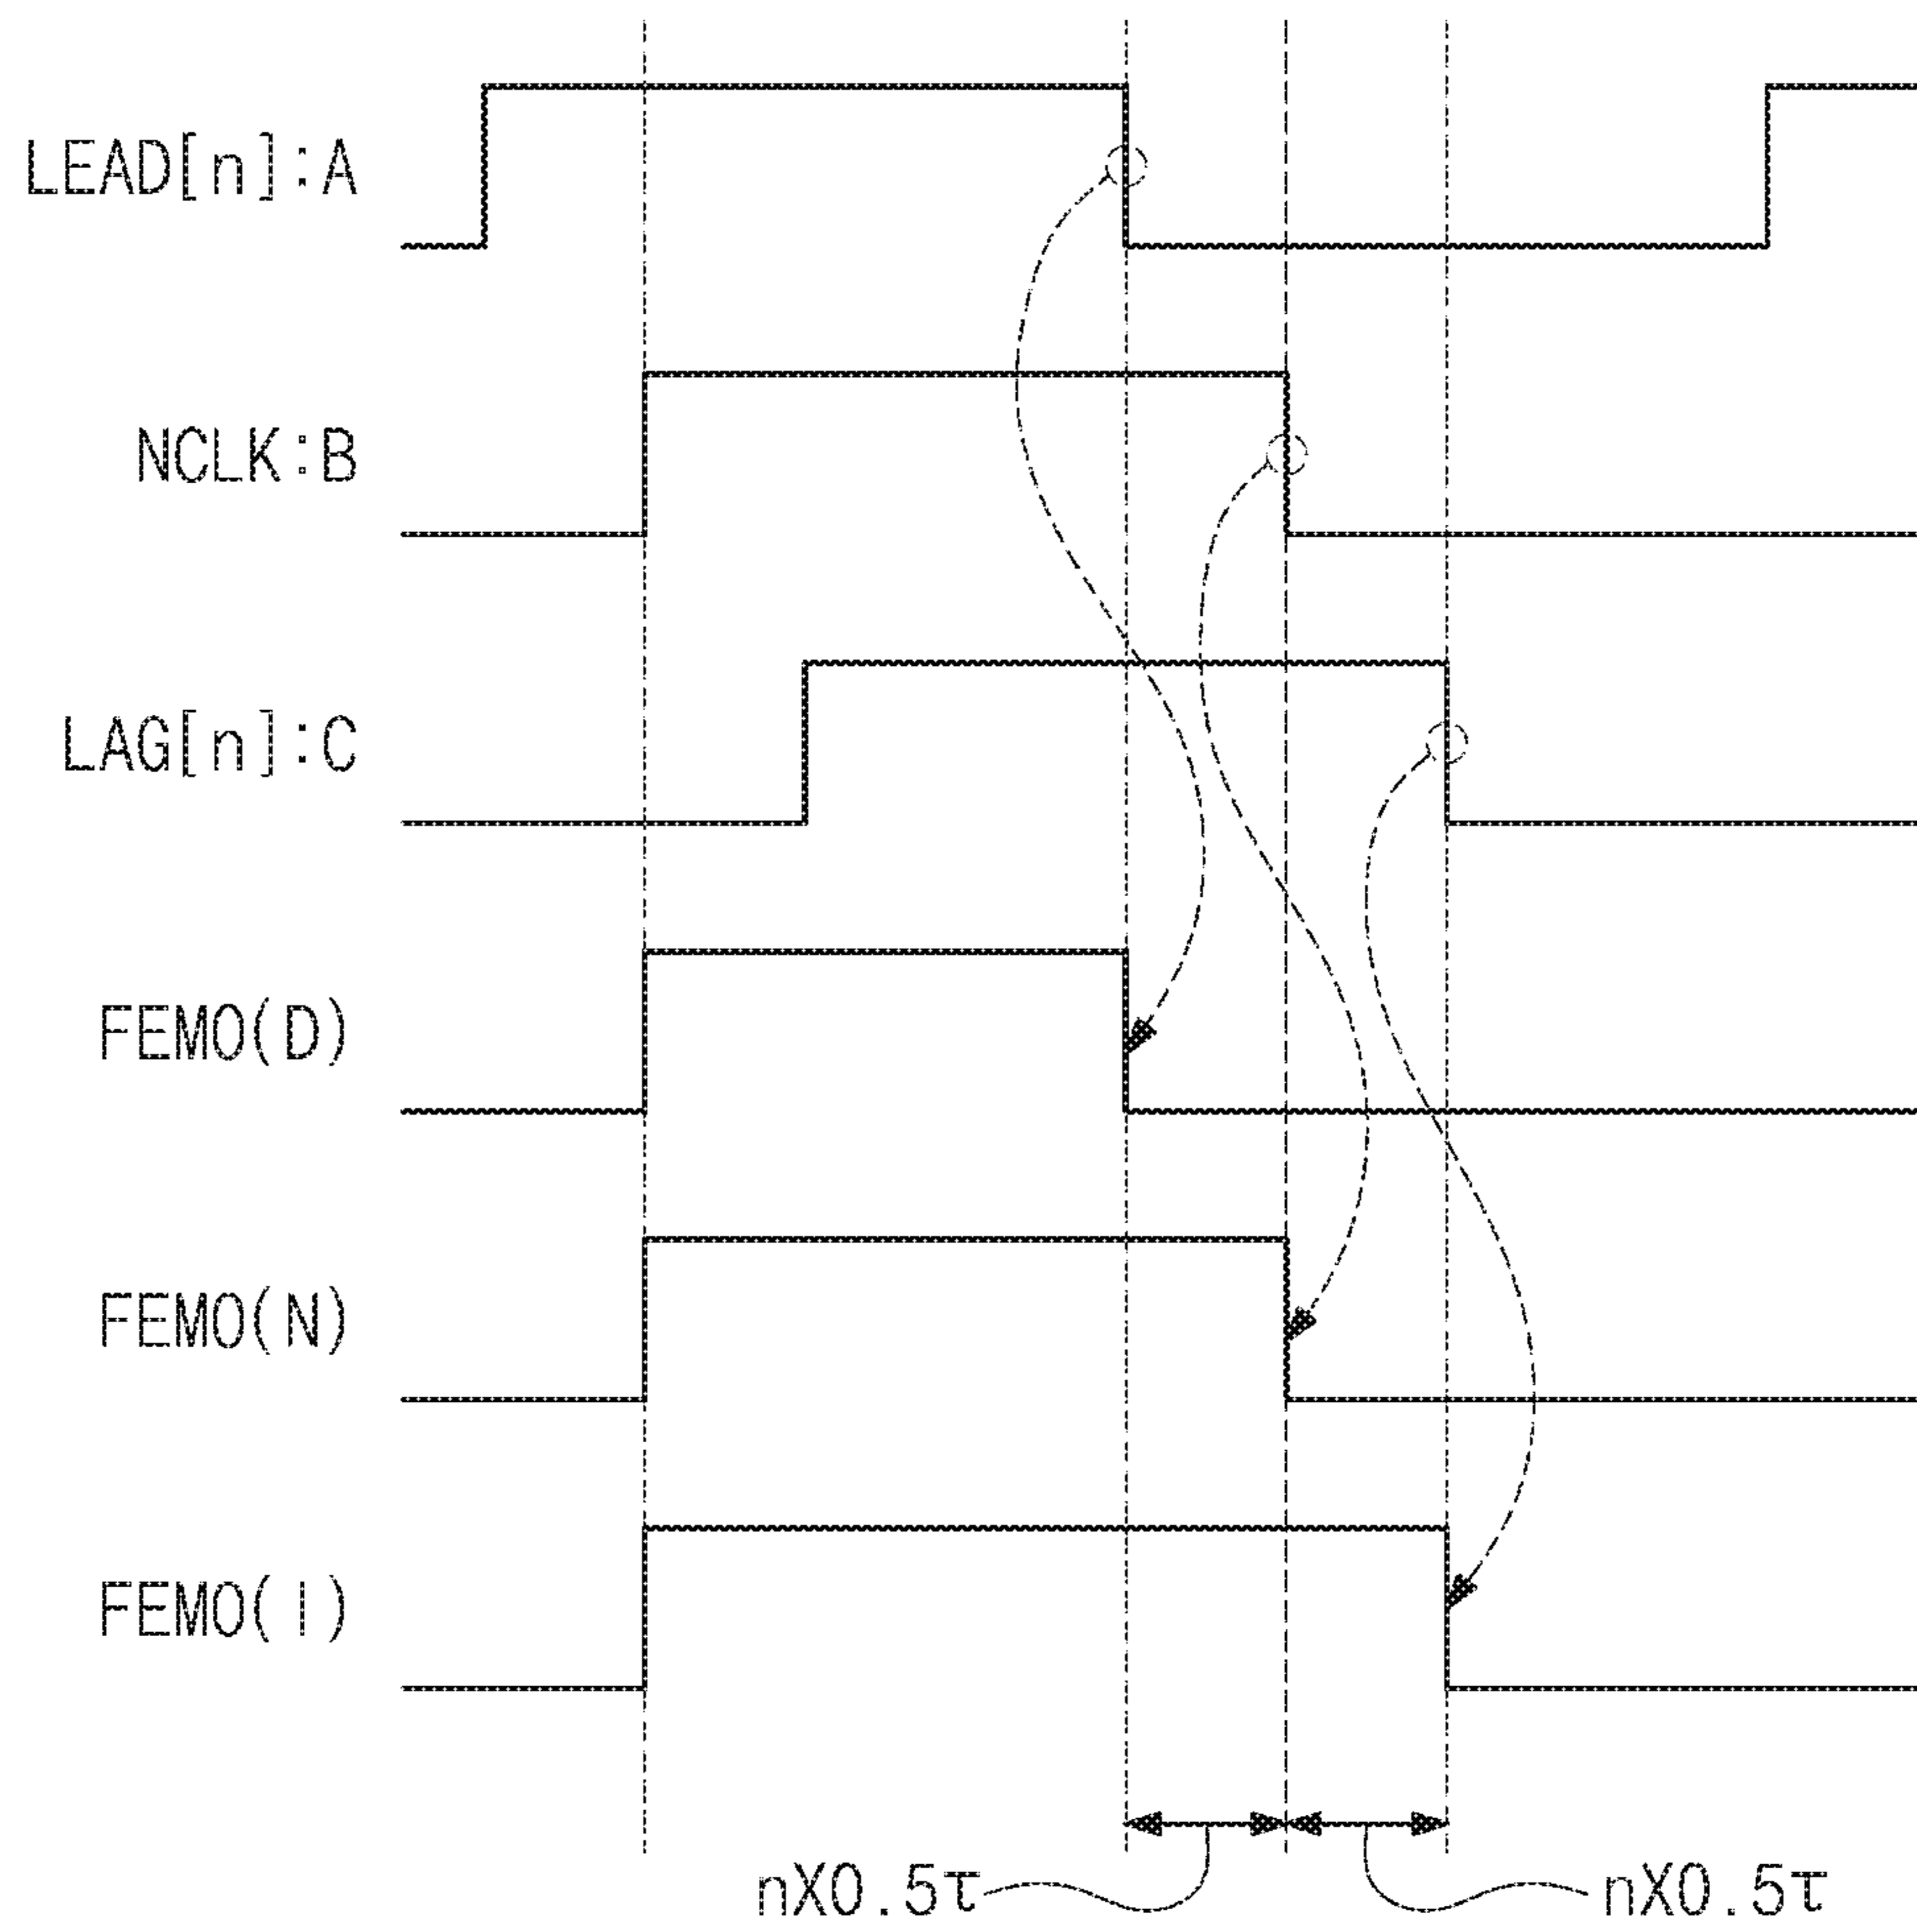 LEAD[n]:A
NCLK:B
LAG[n]:C
FEMO(D)
FEMO(N)
FEMO(I)
nX0.5τ nX0.5τ